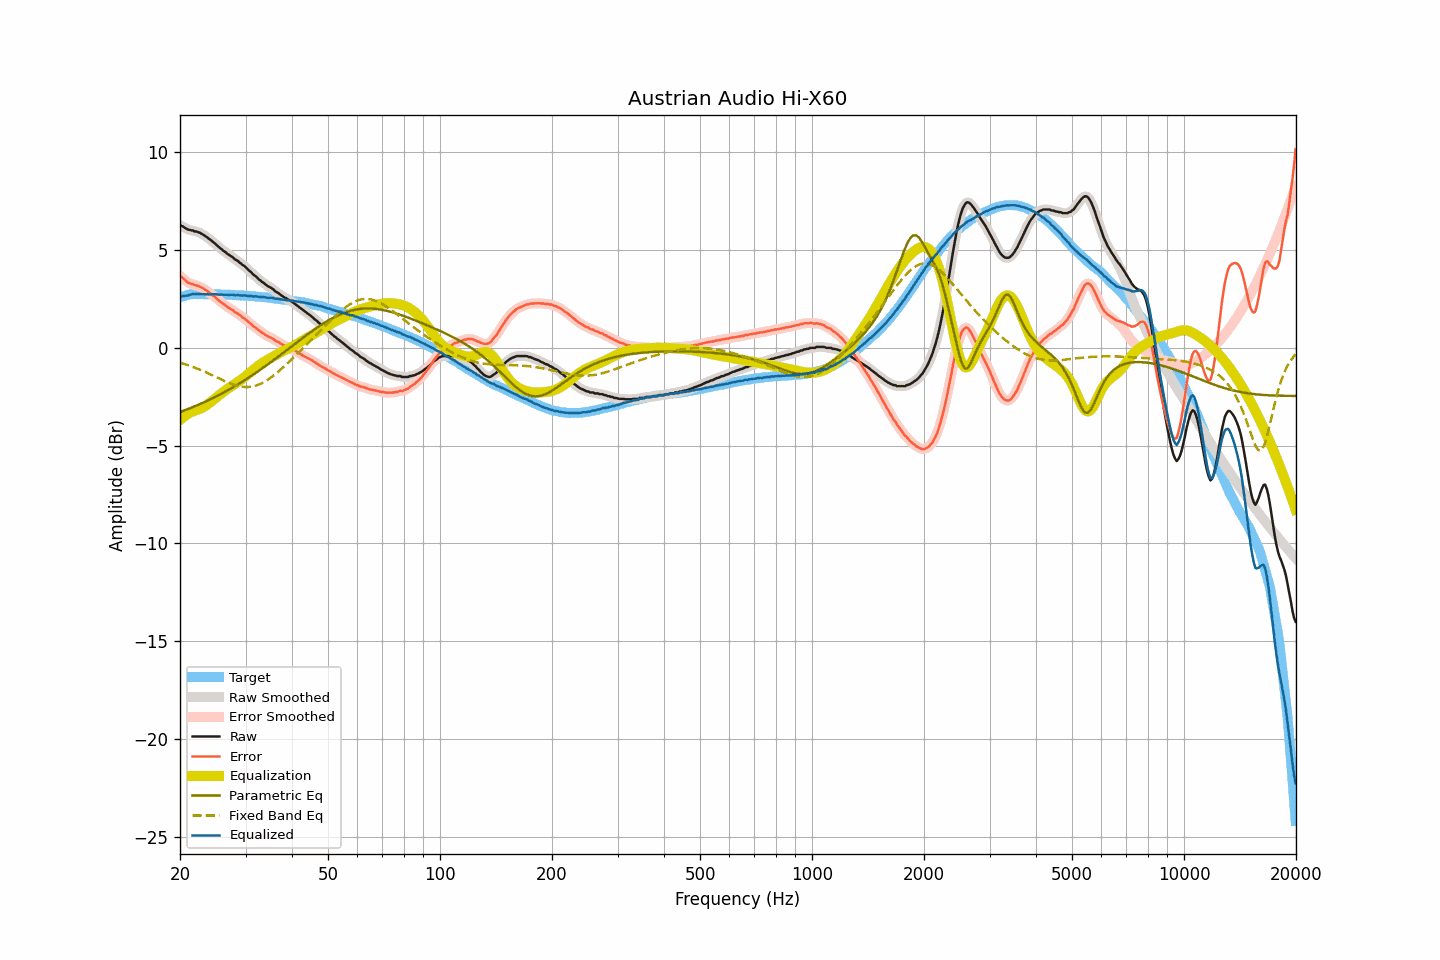 Austrian Audio Hi-X60
10
5
0
−5
−10
−15
−20
−25
Amplitude (dBr)
Target
Raw Smoothed
Error Smoothed
Raw
Error
Equalization
Parametric Eq
Fixed Band Eq
Equalized
20 50 100 200 500 1000 2000 5000 10000 20000
Frequency (Hz)